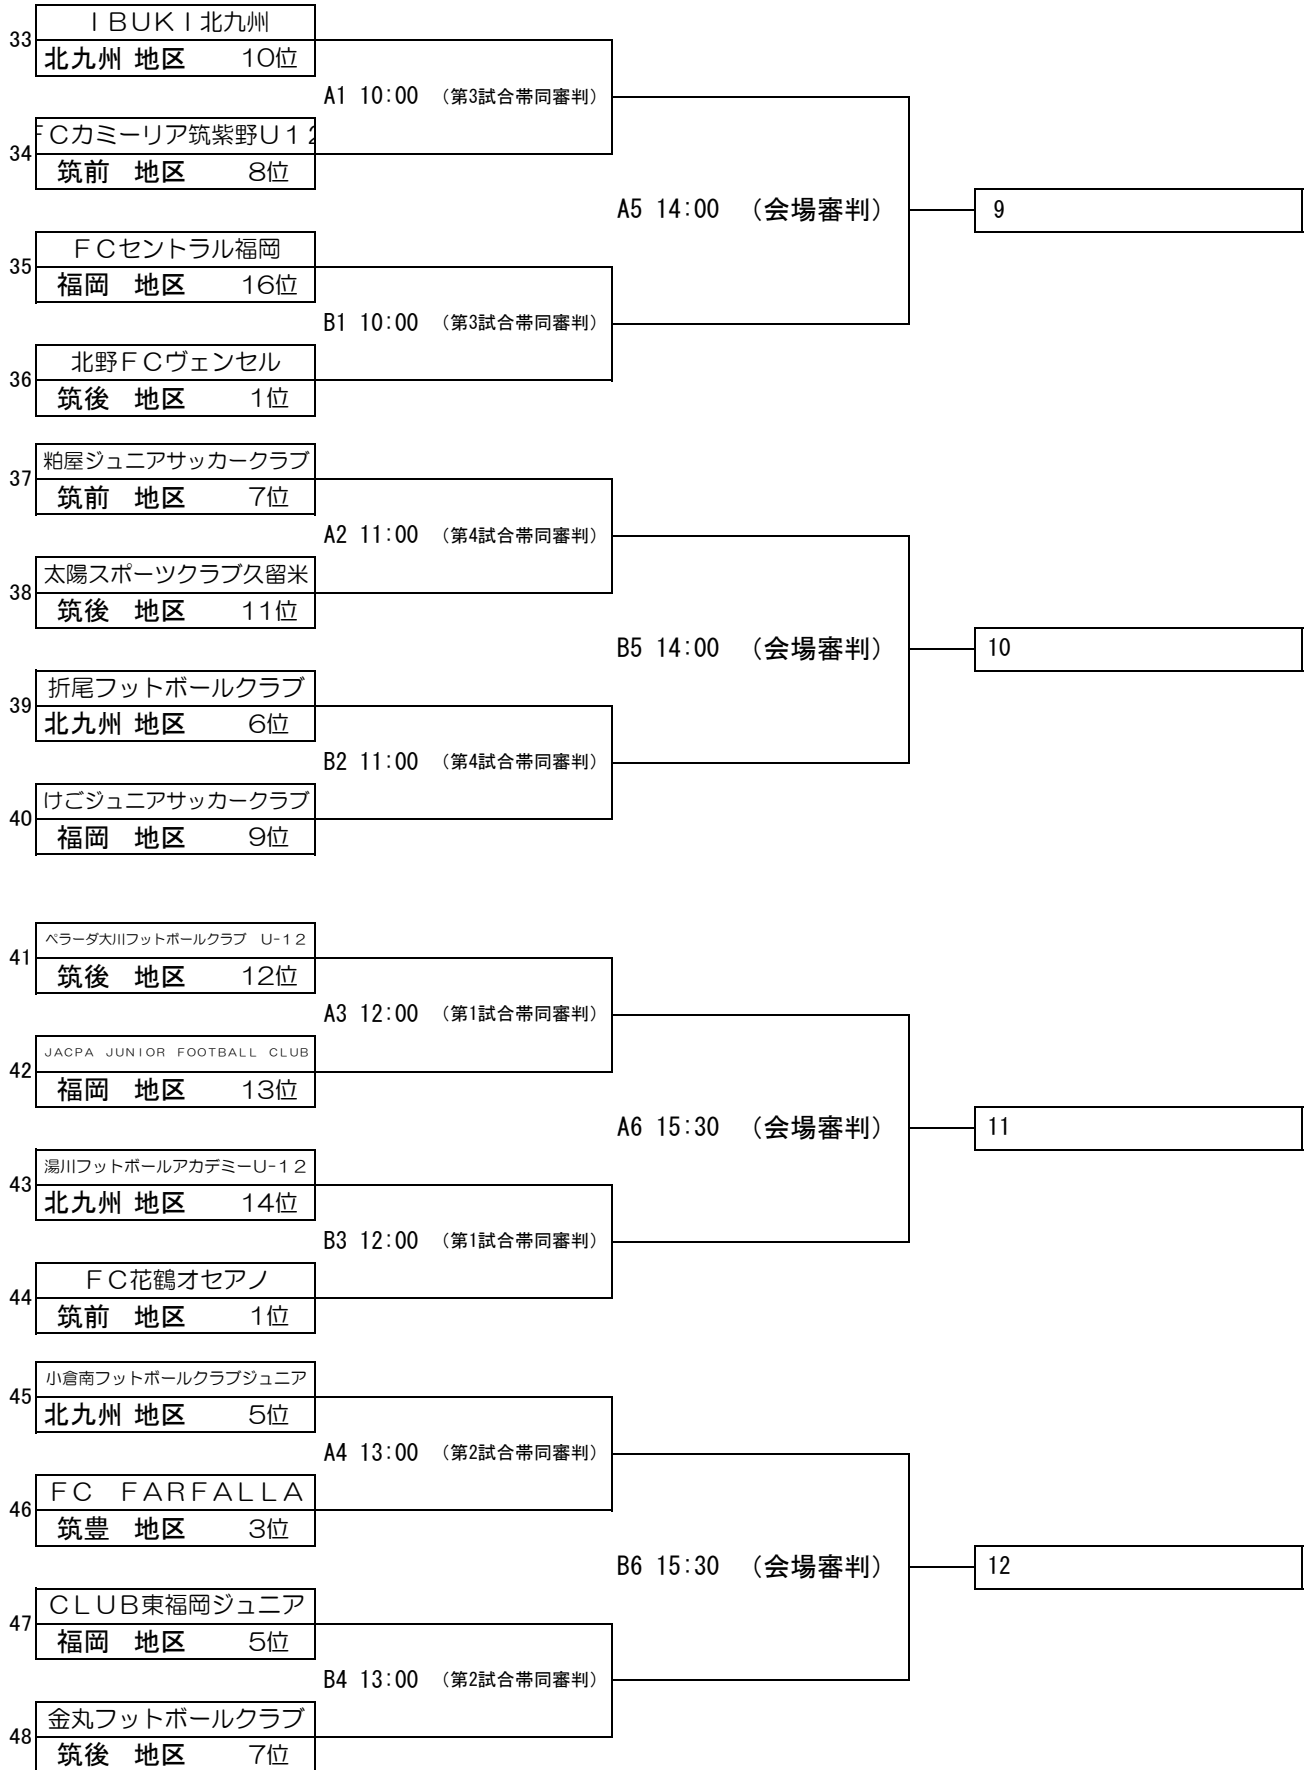 ＩＢＵＫＩ北九州
33
北九州 地区 10位
A1 10:00 （第3試合帯同審判）
ＦＣカミーリア筑紫野Ｕ１２
34
筑前 地区 8位
A5 14:00 （会場審判）
9
ＦＣセントラル福岡
35
福岡 地区 16位
B1 10:00 （第3試合帯同審判）
北野ＦＣヴェンセル
36
筑後 地区 1位
粕屋ジュニアサッカークラブ
37
筑前 地区 7位
A2 11:00 （第4試合帯同審判）
太陽スポーツクラブ久留米
38
筑後 地区 11位
B5 14:00 （会場審判）
10
折尾フットボールクラブ
39
北九州 地区 6位
B2 11:00 （第4試合帯同審判）
けごジュニアサッカークラブ
40
福岡 地区 9位
ペラーダ大川フットボールクラブ Ｕ-１２
41
筑後 地区 12位
A3 12:00 （第1試合帯同審判）
ＪＡＣＰＡ ＪＵＮＩＯＲ ＦＯＯＴＢＡＬＬ ＣＬＵＢ
42
福岡 地区 13位
A6 15:30 （会場審判）
11
湯川フットボールアカデミーＵ-１２
43
北九州 地区 14位
B3 12:00 （第1試合帯同審判）
ＦＣ花鶴オセアノ
44
筑前 地区 1位
小倉南フットボールクラブジュニア
45
北九州 地区 5位
A4 13:00 （第2試合帯同審判）
ＦＣ ＦＡＲＦＡＬＬＡ
46
筑豊 地区 3位
B6 15:30 （会場審判）
12
ＣＬＵＢ東福岡ジュニア
47
福岡 地区 5位
B4 13:00 （第2試合帯同審判）
金丸フットボールクラブ
48
筑後 地区 7位